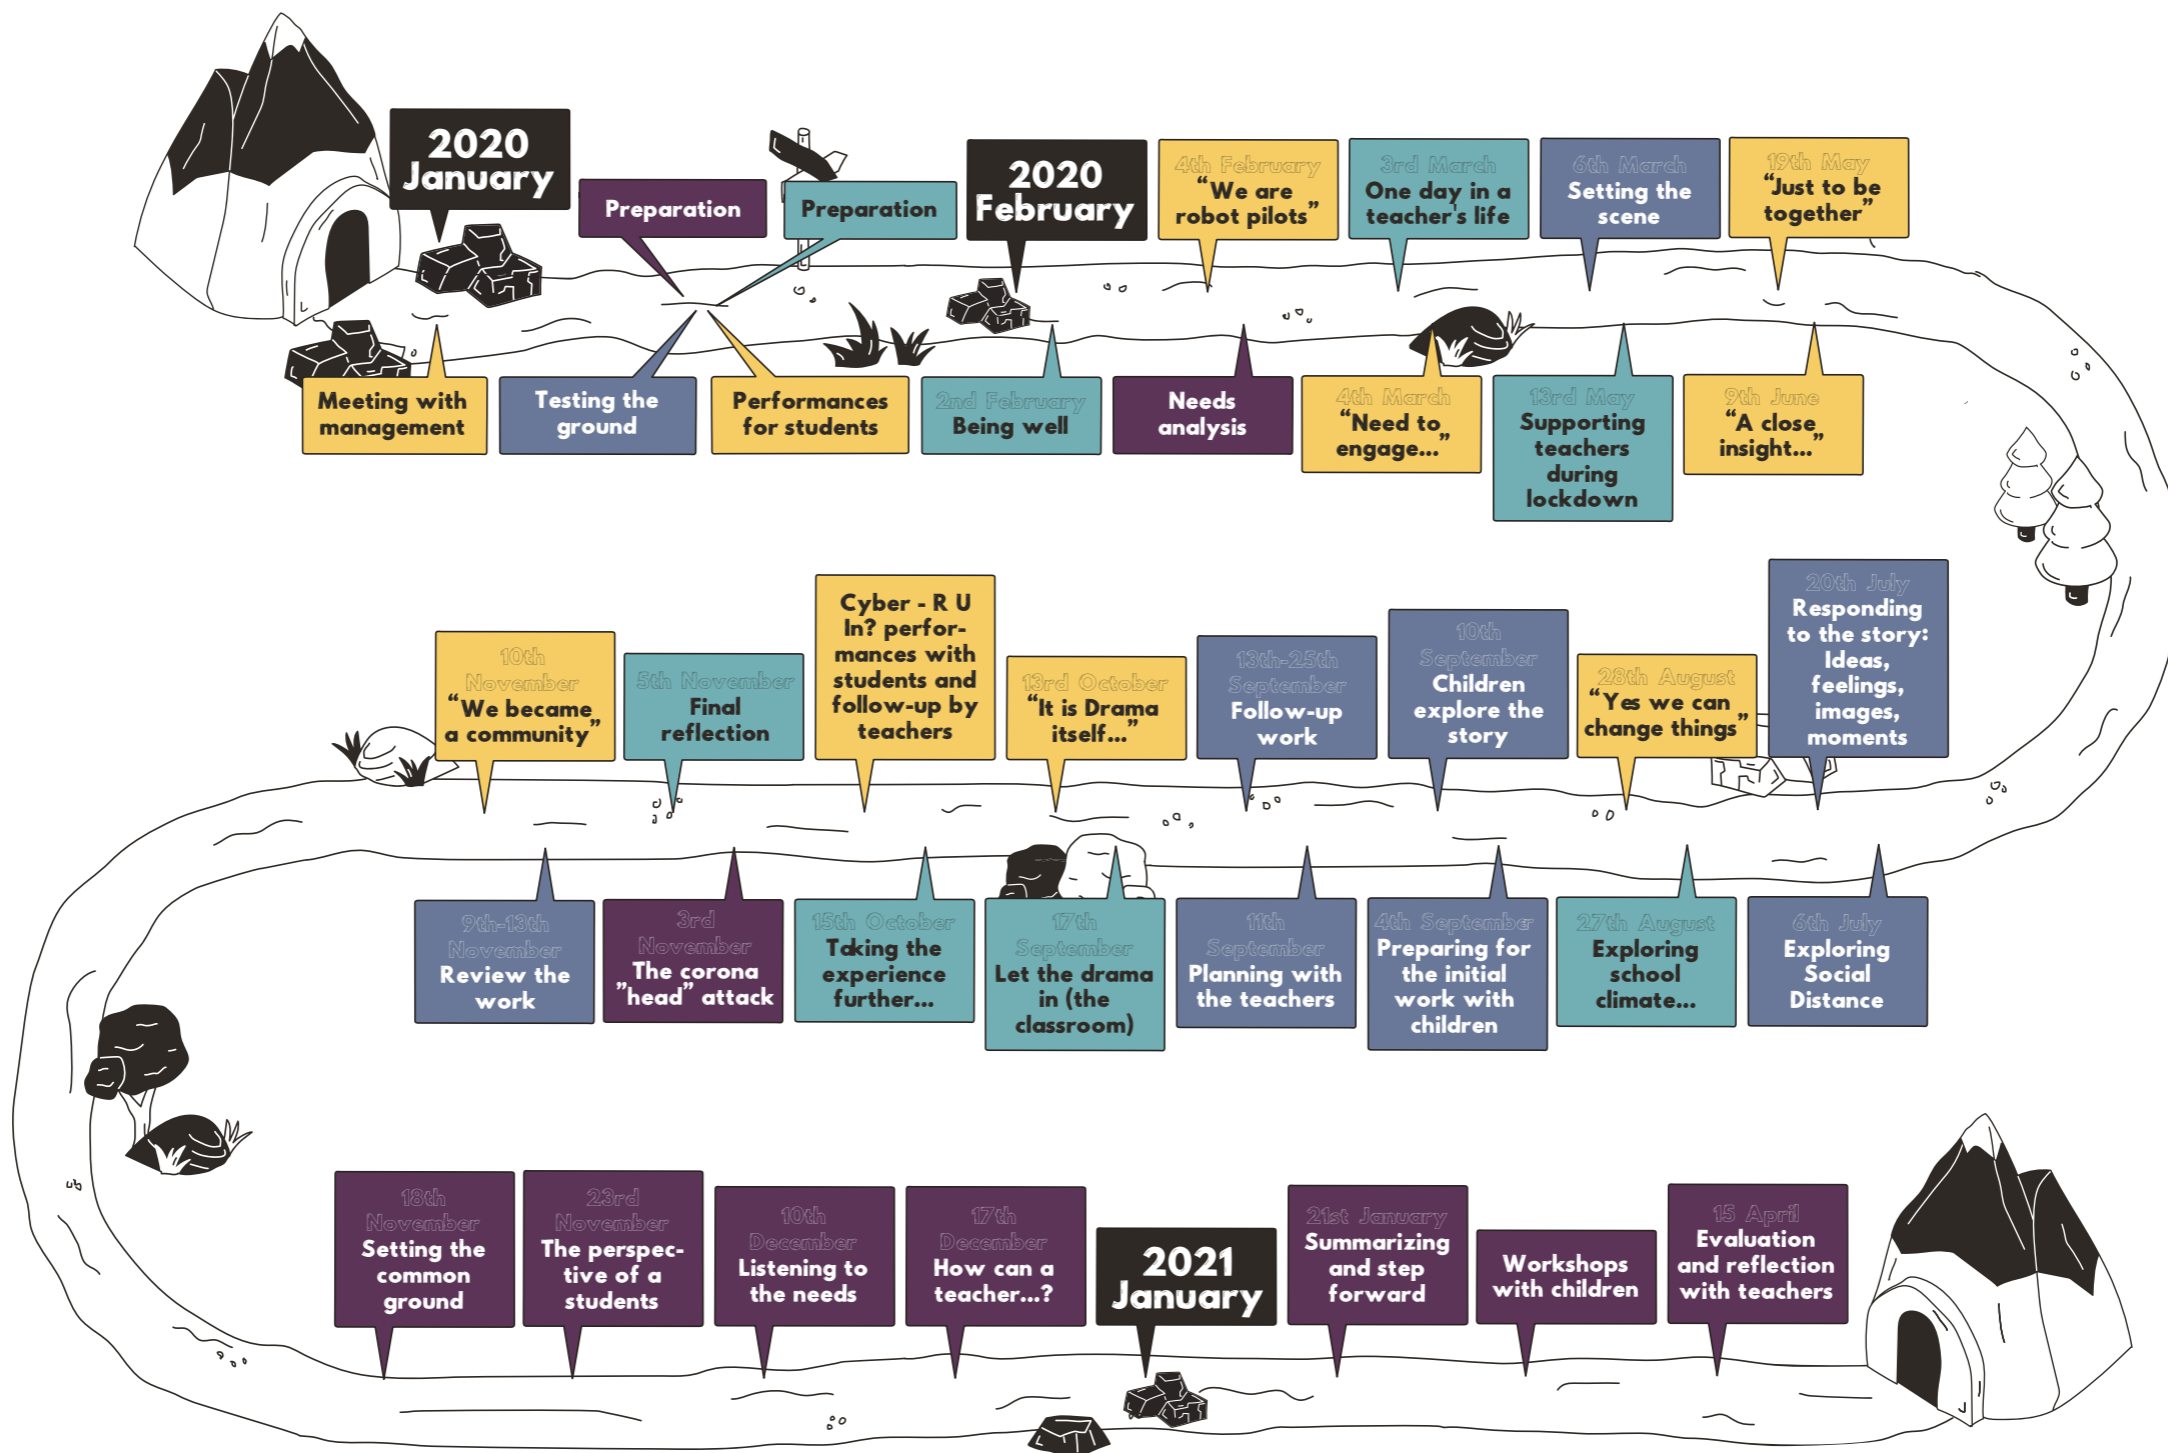 2020
January
Preparation
Preparation
2020
February
4th February
“We are
robot pilots”
3rd March
One day in a
teacher's life
6th March
Setting the
scene
19th May
“Just to be
together”
Meeting with
management
Testing the
ground
Performances
for students
2nd February
Being well
Needs
analysis
4th March
“Need to
engage...”
13rd May
Supporting
teachers
during
lockdown
9th June
“A close
insight...”
10th
November
“We became
a community”
5th November
Final
reflection
Cyber - R U
In? perfor-
mances with
students and
follow-up by
teachers
13rd October
“It is Drama
itself...”
13th-25th
September
Follow-up
work
10th
September
Children
explore the
story
28th August
“Yes we can
change things”
20th July
Responding
to the story:
Ideas,
feelings,
images,
moments
9th-13th
November
Review the
work
3rd
November
The corona
”head” attack
15th October
Taking the
experience
further...
17th
September
Let the drama
in (the
classroom)
11th
September
Planning with
the teachers
4th September
Preparing for
the initial
work with
children
27th August
Exploring
school
climate...
6th July
Exploring
Social
Distance
18th
November
Setting the
common
ground
23rd
November
The perspec-
tive of a
students
10th
December
Listening to
the needs
17th
December
How can a
teacher...?
2021
January
21st January
Summarizing
and step
forward
Workshops
with children
15 April
Evaluation
and reflection
with teachers